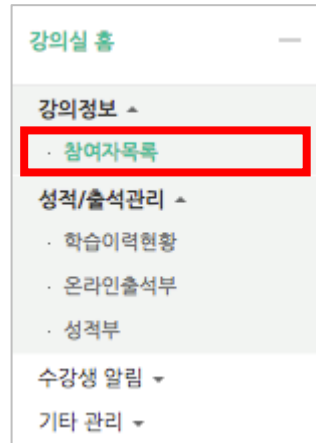 강의실 홈
강의정보
· 참여자목록
성적/출석관리
· 학습이력현황
· 온라인출석부
· 성적부
수강생 알림
기타 관리